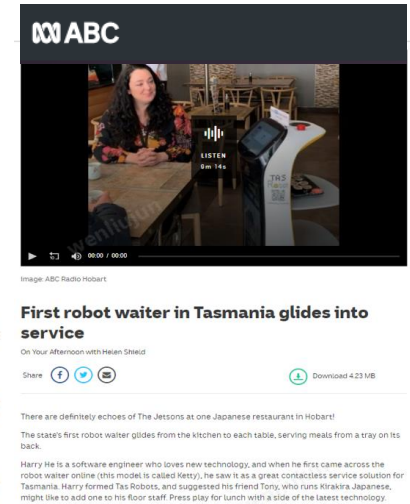 ABC
LISTEN
0m 14s
TAS
wenhuijun
00:00 / 00:00
Image: ABC Radio Hobart
First robot waiter in Tasmania glides into
service
On Your Afternoon with Helen Shield
Share
Download 4.23 MB
There are definitely echoes of The Jetsons at one Japanese restaurant in Hobart!
The state's first robot waiter glides from the kitchen to each table, serving meals from a tray on its
back.
Harry He is a software engineer who loves new technology, and when he first came across the
robot waiter online (this model is called Ketty), he saw it as a great contactless service solution for
Tasmania. Harry formed Tas Robots, and suggested his friend Tony, who runs Kirakira Japanese,
might like to add one to his floor staff. Press play for lunch with a side of the latest technology.